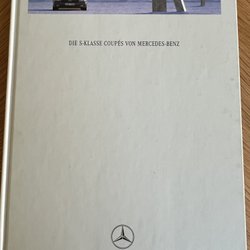 DIE S-KLASSE COUPÉS VON MERCEDES-BENZ